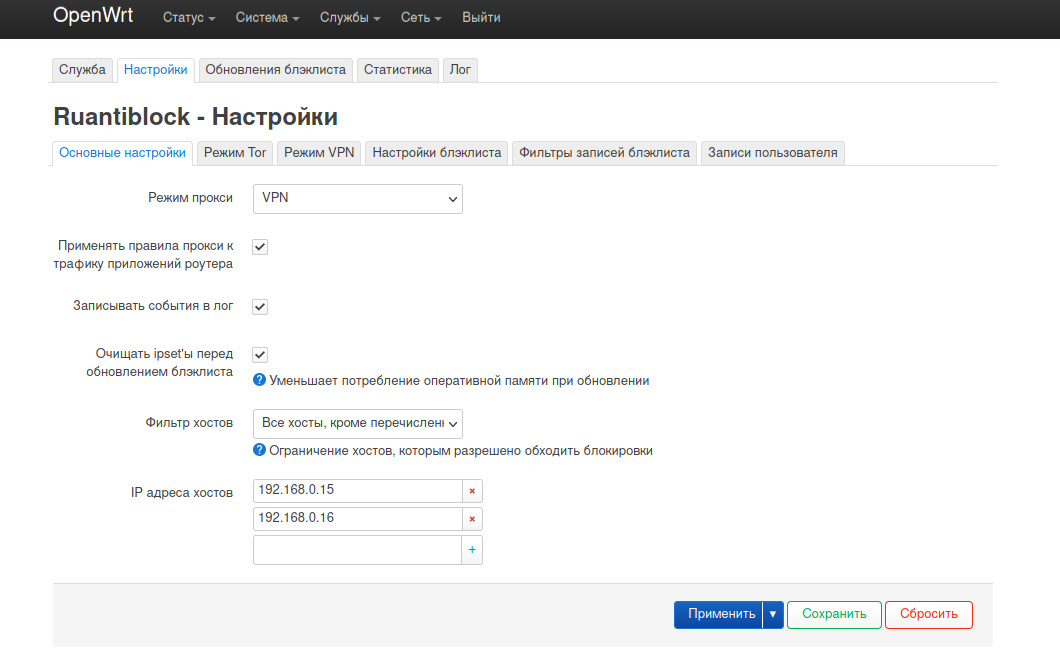 OpenWrt Статус Система Службы Сеть Выйти
Служба Настройки Обновления блэклиста Статистика Лог
Ruantiblock - Настройки
Основные настройки Режим Tor Режим VPN Настройки блэклиста Фильтры записей блэклиста Записи пользователя
Режим прокси VPN
Применять правила прокси к
трафику приложений роутера
Записывать события в лог
Очищать ipset'ы перед
обновлением блэклиста
Уменьшает потребление оперативной памяти при обновлении
Фильтр хостов Все хосты, кроме перечислен
Ограничение хостов, которым разрешено обходить блокировки
IP адреса хостов 192.168.0.15
192.168.0.16
Применить Сохранить Сбросить